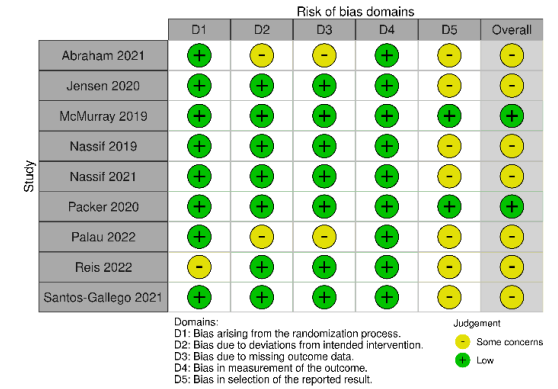 Risk of bias domains
D1 D2 D3 D4 D5 Overall
Study
Abraham 2021 + - - + - -
Jensen 2020 + + + + - -
McMurray 2019 + + + + + +
Nassif 2019 + + + + - -
Nassif 2021 + + + + - -
Packer 2020 + + + + + +
Palau 2022 + - - + - -
Reis 2022 - + + + - -
Santos-Gallego 2021 + + + + - -
Domains:
D1: Bias arising from the randomization process.
D2: Bias due to deviations from intended intervention.
D3: Bias due to missing outcome data.
D4: Bias in measurement of the outcome.
D5: Bias in selection of the reported result.
Judgement
- Some concerns
+ Low